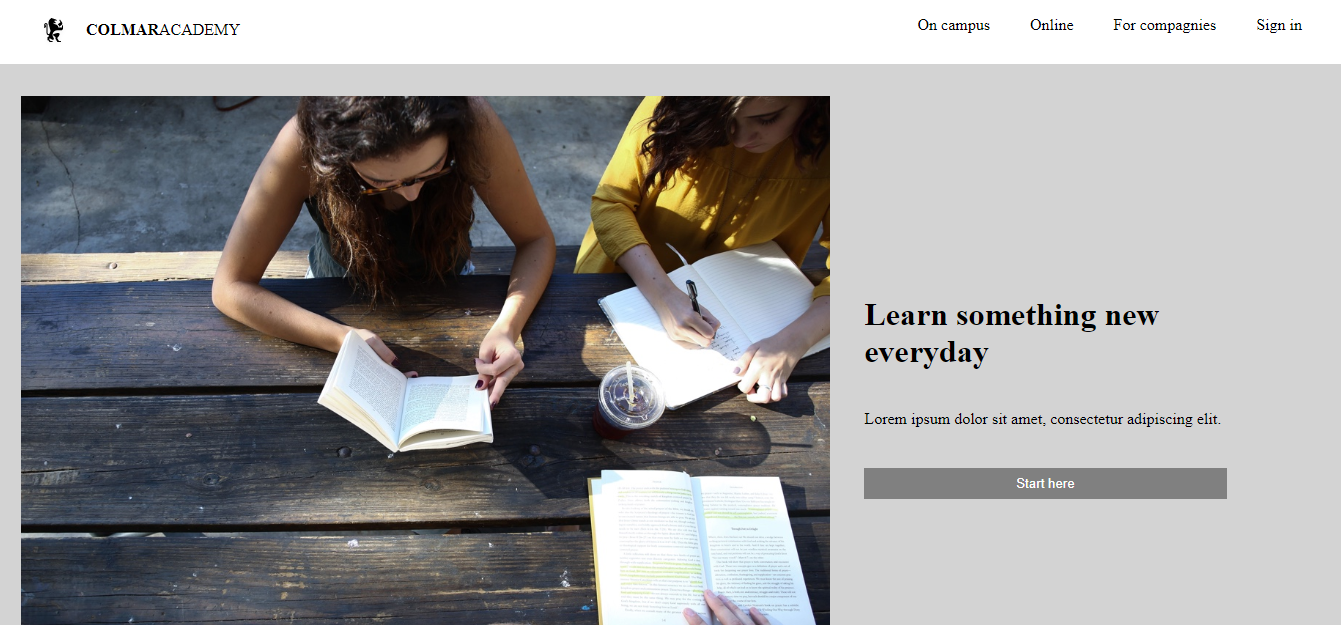 COLMARACADEMY
On campus Online For compagnies Sign in
Learn something new
everyday
Lorem ipsum dolor sit amet, consectetur adipiscing elit.
Start here